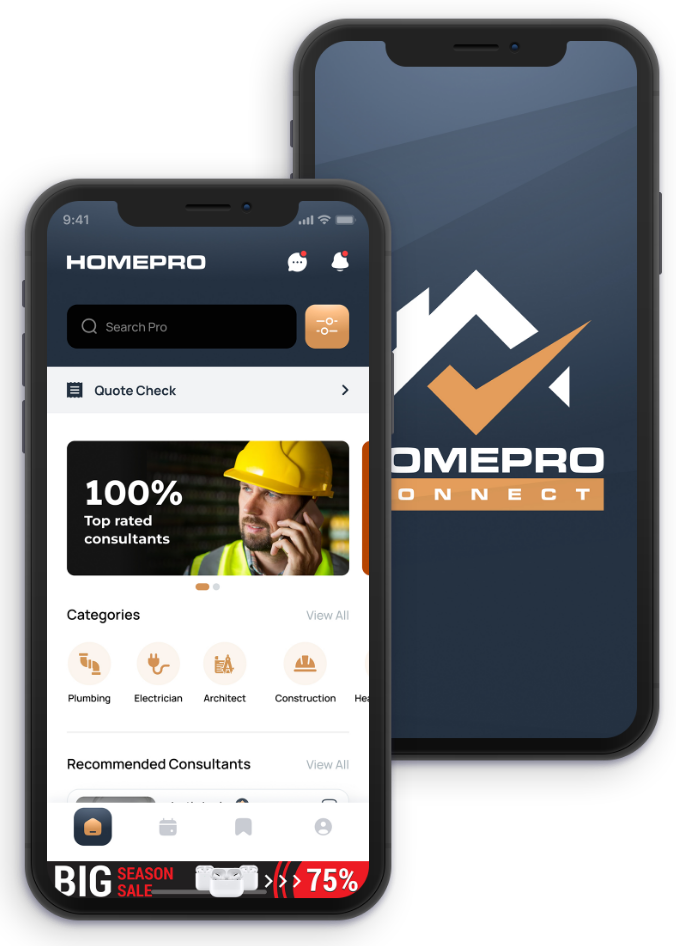 9:41
HOMEPRO
Search Pro
Quote Check
100%
Top rated
consultants
Categories
View All
Plumbing
Electrician
Architect
Construction
Hea
Recommended Consultants
View All
BIG
SEASON
SALE
75%
OMEPRO
ONNECT